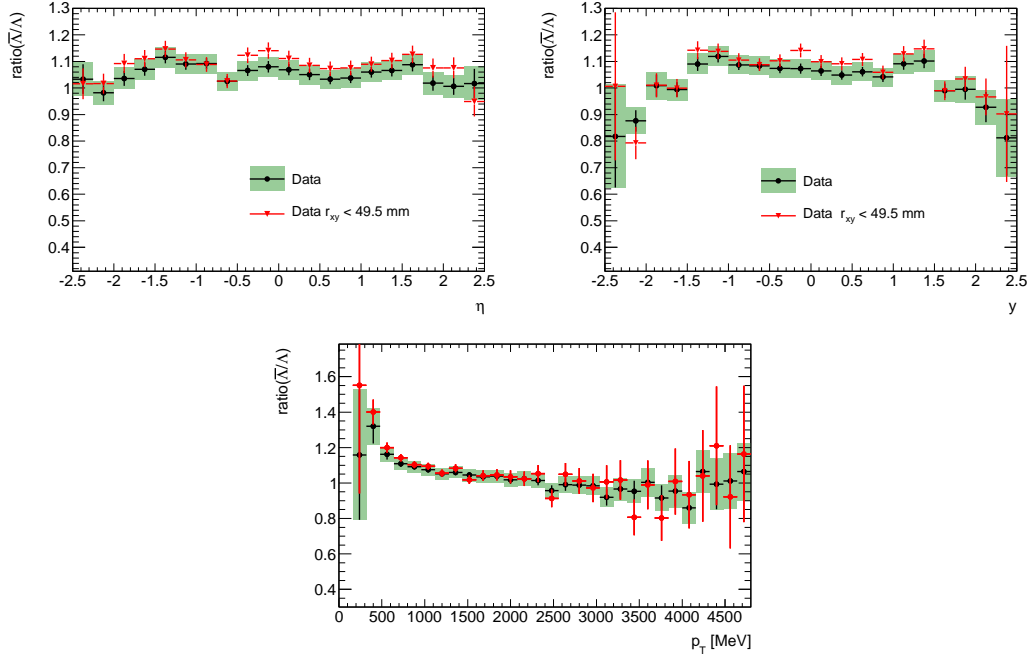 ratio(Λ̅/Λ)
1.3
1.2
1.1
1
0.9
0.8
0.7
0.6
0.5
0.4
Data
Data r_xy < 49.5 mm
-2.5 -2 -1.5 -1 -0.5 0 0.5 1 1.5 2 2.5
η
ratio(Λ̅/Λ)
1.3
1.2
1.1
1
0.9
0.8
0.7
0.6
0.5
0.4
Data
Data r_xy < 49.5 mm
-2.5 -2 -1.5 -1 -0.5 0 0.5 1 1.5 2 2.5
y
ratio(Λ̅/Λ)
1.6
1.4
1.2
1.0
0.8
0.6
0.4
0 500 1000 1500 2000 2500 3000 3500 4000 4500
p_T [MeV]